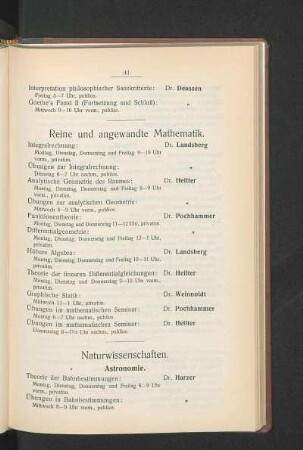 41
Interpretation philosophischer Sanskrittexte: Dr. Deussen
Freitag 6—7 Uhr, publice.
Goethe's Faust II (Fortsetzung und Schluß): „
Mittwoch 9—10 Uhr vorm., publice.
Reine und angewandte Mathematik.
Integralrechnung: Dr. Landsberg
Montag, Dienstag, Donnerstag und Freitag 9—10 Uhr
vorm., privatim.
Übungen zur Integralrechnung: „
Dienstag 6—7 Uhr nachm., publice.
Analytische Geometrie des Raumes: Dr. Heffter
Montag, Dienstag, Donnerstag und Freitag 8—9 Uhr
vorm., privatim.
Übungen zur analytischen Geometrie: „
Mittwoch 8—9 Uhr vorm., publice.
Funktionentheorie: Dr. Pochhammer
Montag, Dienstag und Donnerstag Uhr, privatim.
Differentialgeometrie: „
Montag, Dienstag, Donnerstag und Freitag 12—1 Uhr,
privatim.
Höhere Algebra: Dr. Landsberg
Montag, Dienstag, Donnerstag und Freitag 10—11 Uhr,
privatim.
Theorie der linearen Differentialgleichungen: Dr. Heffter
Montag, Dienstag und Donnerstag 9—10 Uhr vorm.,
privatim.
Graphische Statik: Dr. Weinnoldt
Mittwoch Uhr, privatim.
Übungen im mathematischen Seminar: Dr. Pochhammer
Montag 6—7 Uhr nachm., publice.
Übungen im mathematischen Seminar: Dr. Heffter
Donnerstag Uhr nachm., publice.
Naturwissenschaften.
Astronomie.
Theorie der Bahnbestimmungen: Dr. Harzer
Montag, Dienstag, Donnerstag und Freitag 8—9 Uhr
vorm., privatim.
Übungen in Bahnbestimmungen: „
Mittwoch 8—9 Uhr vorm., publice.